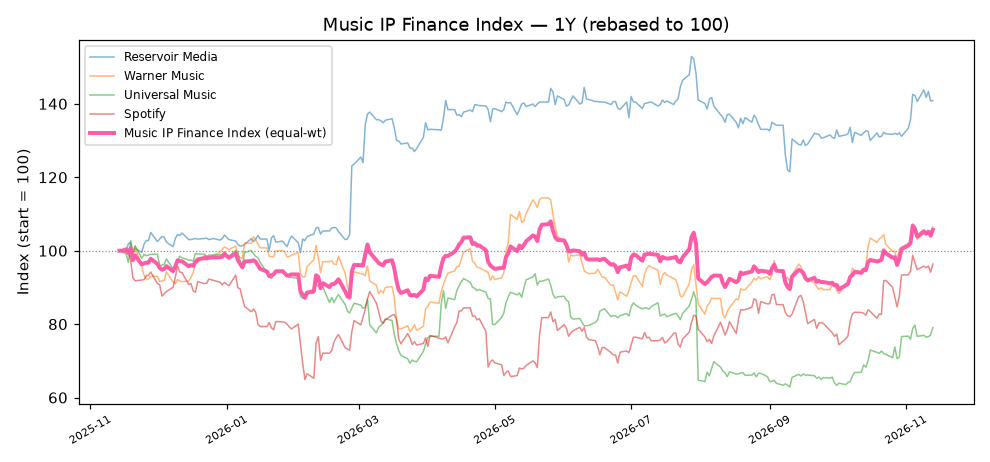 Music IP Finance Index — 1Y (rebased to 100)
Reservoir Media
Warner Music
Universal Music
Spotify
Music IP Finance Index (equal-wt)
Index (start = 100)
140
120
100
80
60
2025-11
2026-01
2026-03
2026-05
2026-07
2026-09
2026-11